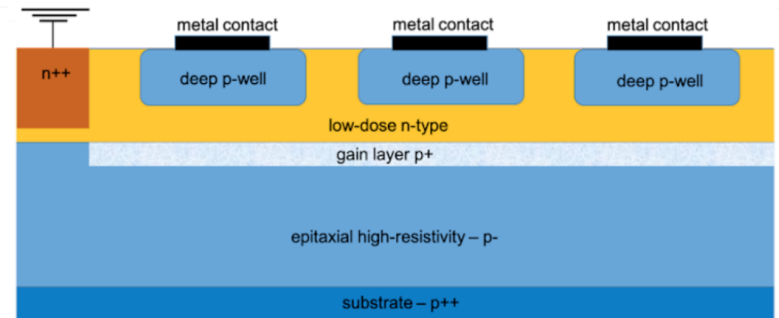 metal contact metal contact metal contact
n++
deep p-well deep p-well deep p-well
low-dose n-type
gain layer p+
epitaxial high-resistivity – p-
substrate – p++